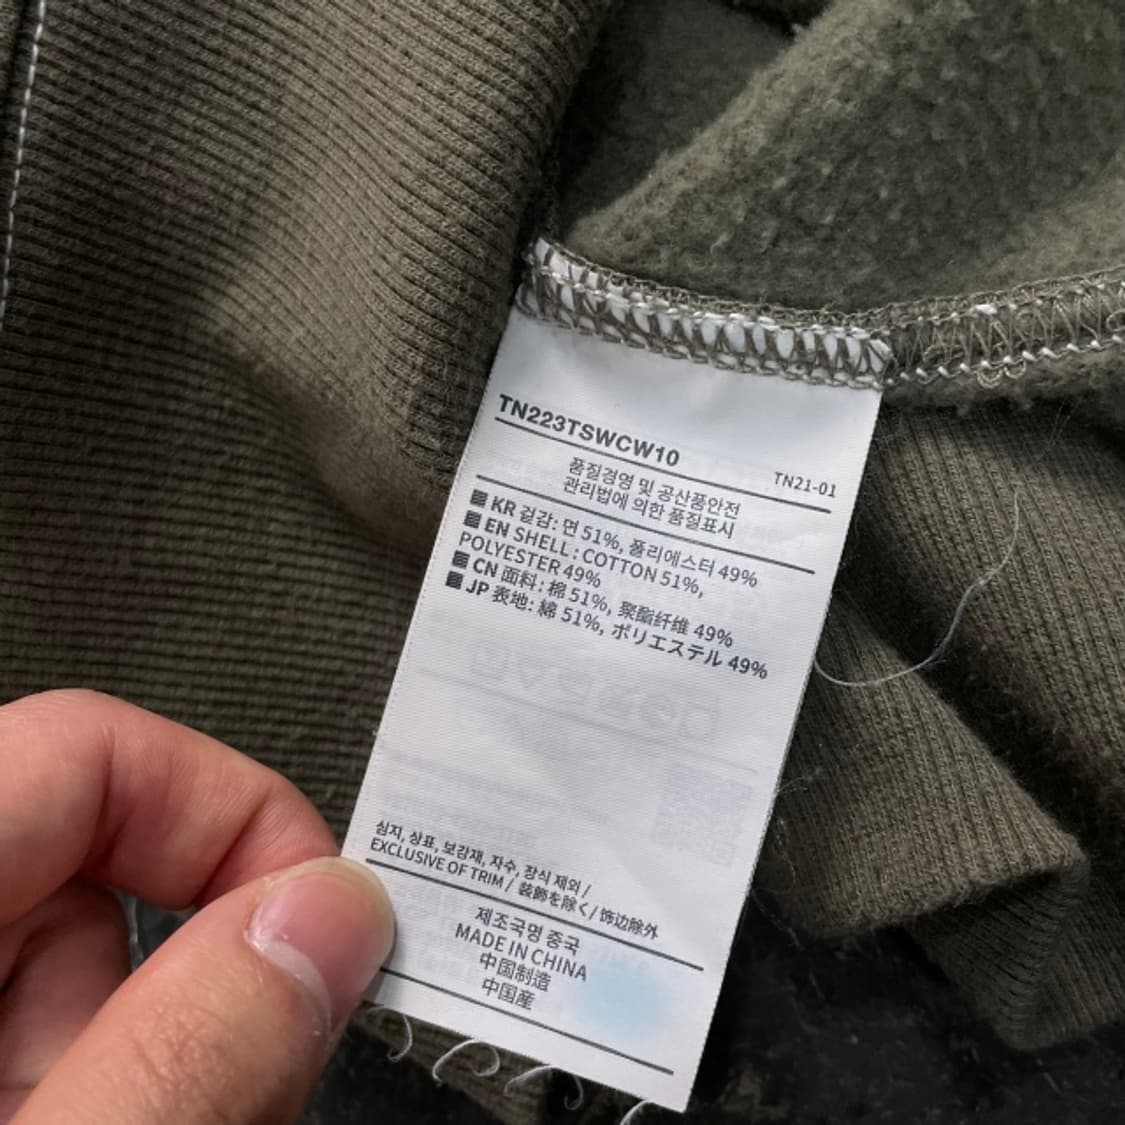 TN223TSWCW10
TN21-01
품질경영 및 공산품안전
관리법에 의한 품질표시
■ KR 겉감: 면 51%, 폴리에스터 49%
■ EN SHELL : COTTON 51%,
POLYESTER 49%
■ CN 面料: 棉 51%, 聚酯纤维 49%
■ JP 表地: 綿 51%, ポリエステル 49%
심지, 상표, 보강재, 자수, 장식 제외 /
EXCLUSIVE OF TRIM / 装飾を除く/ 饰边除外
제조국명 중국
MADE IN CHINA
中国制造
中国産